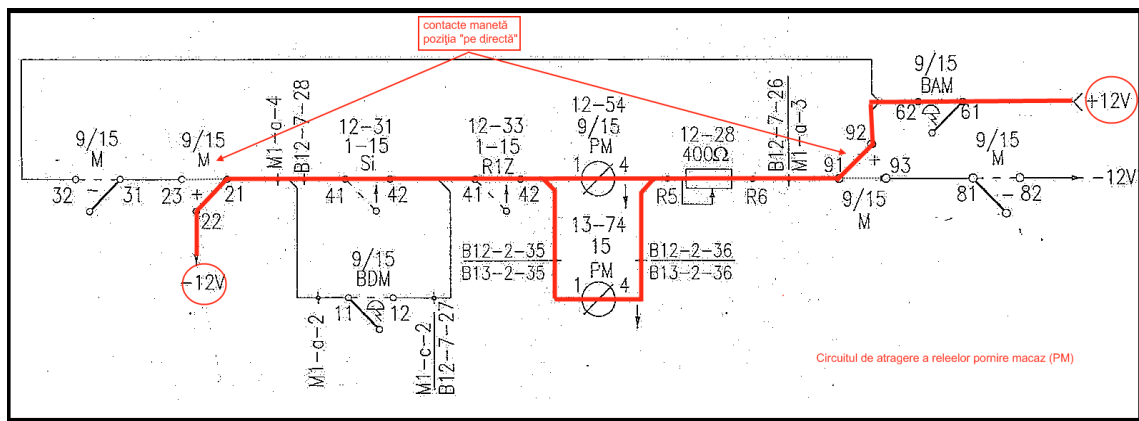 contacte manetă
poziția "pe directă"
9/15
BAM
62
61
+12V
12-54
9/15
PM
1
4
B12-7-26
M1-a-3
92
+
M1-a-4
B12-7-28
9/15
M
9/15
M
12-31
1-15
Si
12-33
1-15
R1Z
12-28
400Ω
91
93
9/15
M
-12V
32
-
31
23
+
21
41
42
41
42
R5
R6
9/15
M
81
-
82
22
-12V
13-74
15
PM
1
4
B12-2-35
B13-2-35
B12-2-36
B13-2-36
9/15
BDM
11
12
M1-a-2
M1-c-2
B12-7-27
Circuitul de atragere a releelor pornire macaz (PM)